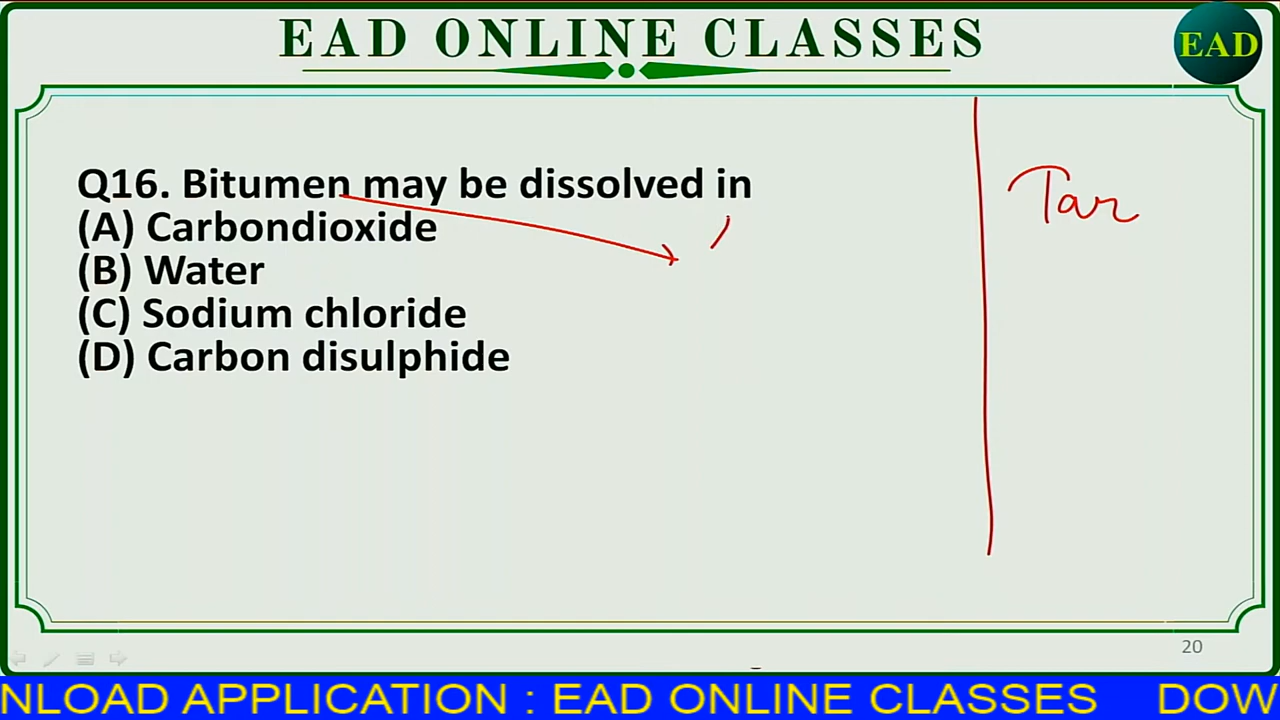 EAD ONLINE CLASSES
EAD
Q16. Bitumen may be dissolved in
(A) Carbondioxide
(B) Water
(C) Sodium chloride
(D) Carbon disulphide
Tar
20
NLOAD APPLICATION : EAD ONLINE CLASSES DOW